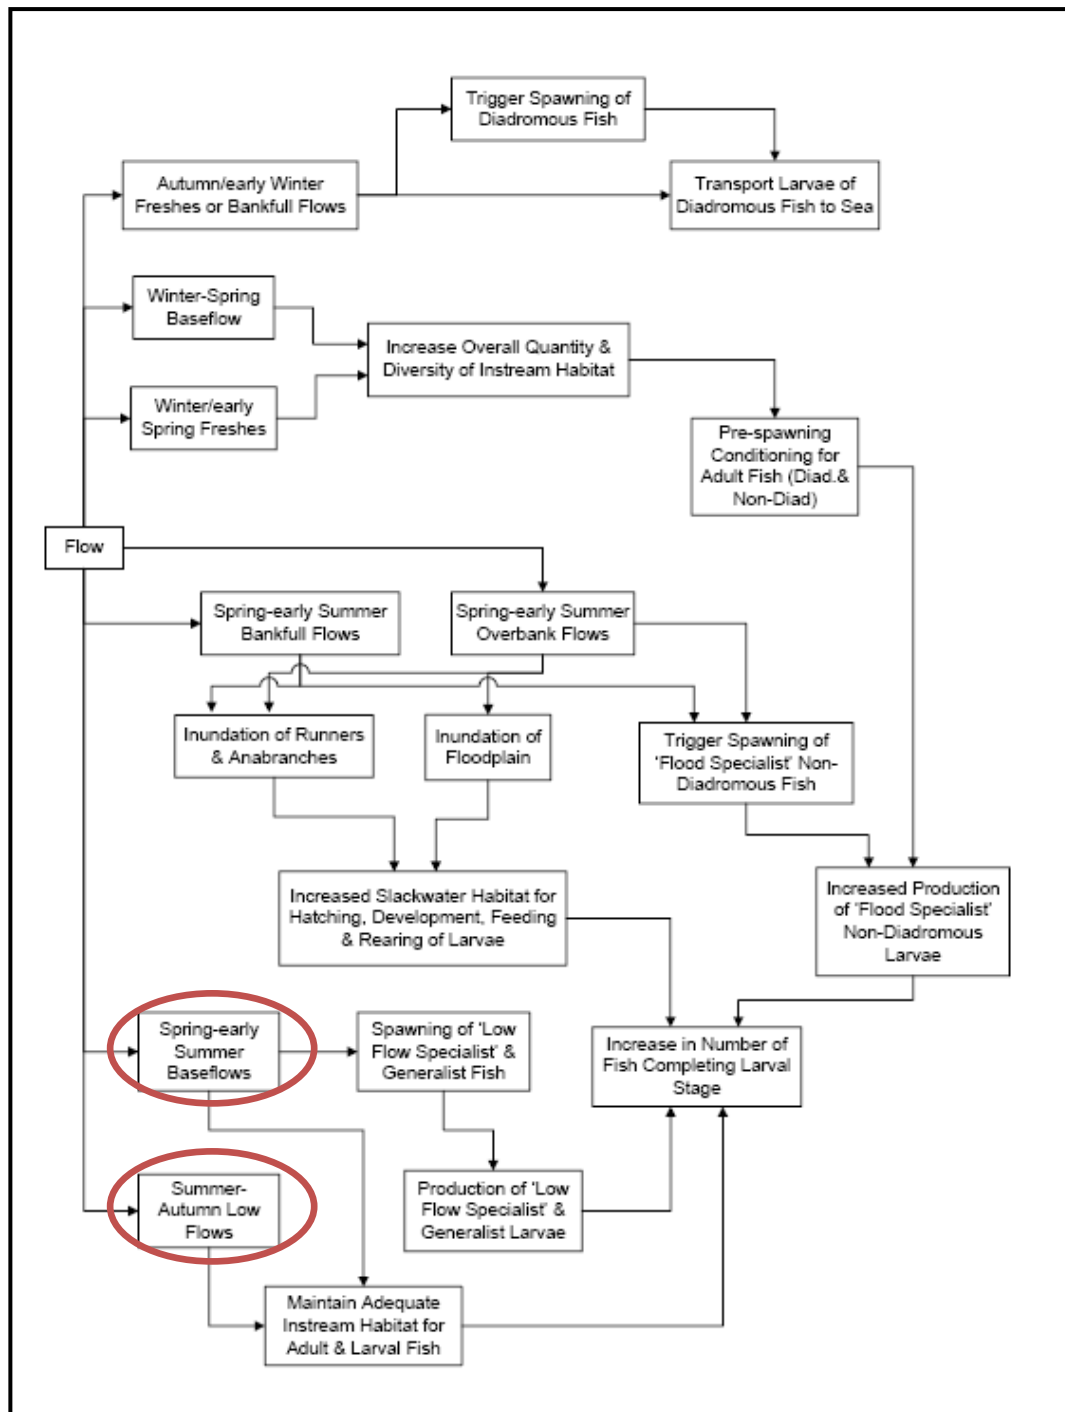 Trigger Spawning of
Diadromous Fish
Autumn/early Winter
Freshes or Bankfull Flows
Transport Larvae of
Diadromous Fish to Sea
Winter-Spring
Baseflow
Increase Overall Quantity &
Diversity of Instream Habitat
Winter/early
Spring Freshes
Pre-spawning
Conditioning for
Adult Fish (Diad.&
Non-Diad)
Flow
Spring-early Summer
Bankfull Flows
Spring-early Summer
Overbank Flows
Inundation of Runners
& Anabranches
Inundation of
Floodplain
Trigger Spawning of
'Flood Specialist' Non-
Diadromous Fish
Increased Slackwater Habitat for
Hatching, Development, Feeding
& Rearing of Larvae
Increased Production
of 'Flood Specialist'
Non-Diadromous
Larvae
Spring-early
Summer
Baseflows
Spawning of 'Low
Flow Specialist' &
Generalist Fish
Increase in Number of
Fish Completing Larval
Stage
Summer-
Autumn Low
Flows
Production of 'Low
Flow Specialist' &
Generalist Larvae
Maintain Adequate
Instream Habitat for
Adult & Larval Fish